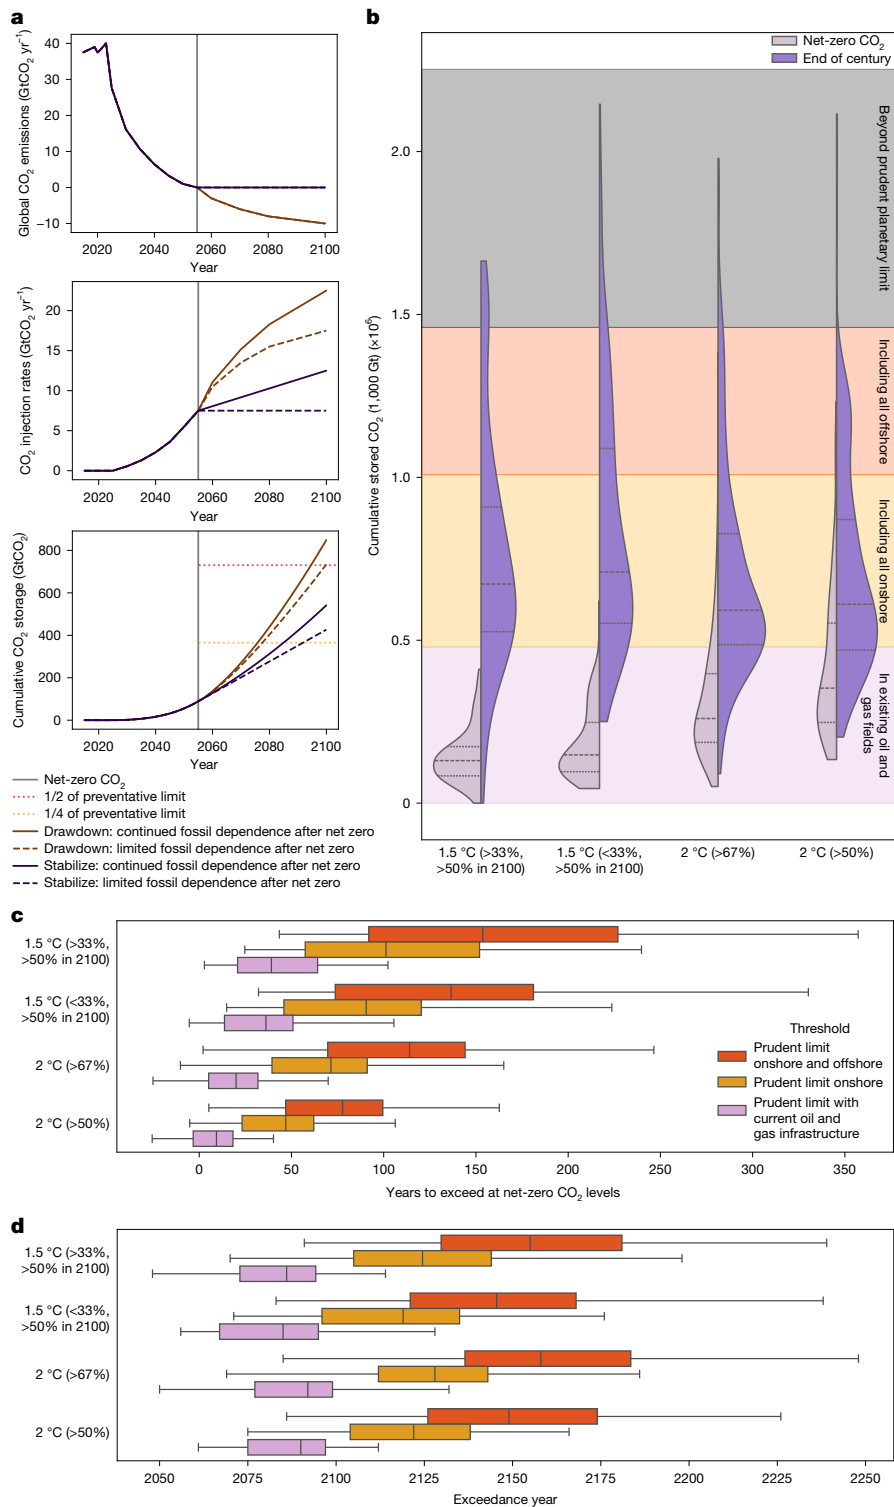 a
Global CO2 emissions (GtCO2 yr−1)
40
30
20
10
0
−10
2020 2040 2060 2080 2100
Year
CO2 injection rates (GtCO2 yr−1)
20
15
10
5
0
2020 2040 2060 2080 2100
Year
Cumulative CO2 storage (GtCO2)
800
600
400
200
0
2020 2040 2060 2080 2100
Year
Net-zero CO2
1/2 of preventative limit
1/4 of preventative limit
Drawdown: continued fossil dependence after net zero
Drawdown: limited fossil dependence after net zero
Stabilize: continued fossil dependence after net zero
Stabilize: limited fossil dependence after net zero
b
Net-zero CO2
End of century
Cumulative stored CO2 (1,000 Gt) (×10⁶)
2.0
1.5
1.0
0.5
0
Beyond prudent planetary limit
Including all offshore
Including all onshore
In existing oil and
gas fields
1.5 °C (>33%,
>50% in 2100)
1.5 °C (<33%,
>50% in 2100)
2 °C (>67%)
2 °C (>50%)
c
1.5 °C (>33%,
>50% in 2100)
1.5 °C (<33%,
>50% in 2100)
2 °C (>67%)
2 °C (>50%)
Threshold
Prudent limit
onshore and offshore
Prudent limit onshore
Prudent limit with
current oil and
gas infrastructure
0 50 100 150 200 250 300 350
Years to exceed at net-zero CO2 levels
d
1.5 °C (>33%,
>50% in 2100)
1.5 °C (<33%,
>50% in 2100)
2 °C (>67%)
2 °C (>50%)
2050 2075 2100 2125 2150 2175 2200 2225 2250
Exceedance year